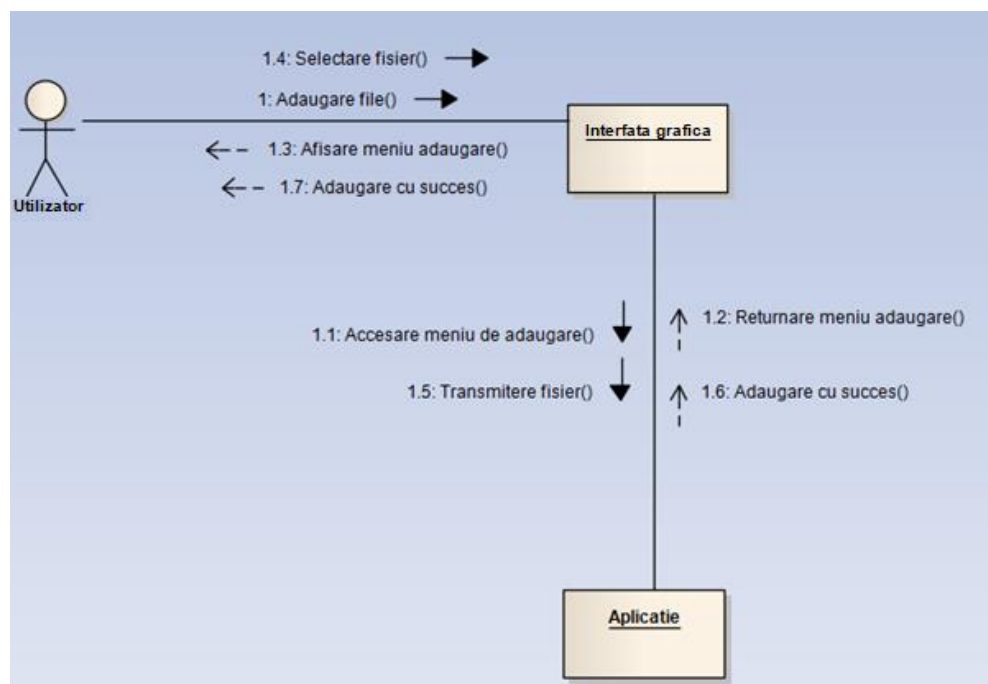 1.4: Selectare fisier()
1: Adaugare file()
Interfata grafica
1.3: Afisare meniu adaugare()
1.7: Adaugare cu succes()
Utilizator
1.1: Accesare meniu de adaugare()
1.2: Returnare meniu adaugare()
1.5: Transmitere fisier()
1.6: Adaugare cu succes()
Aplicatie